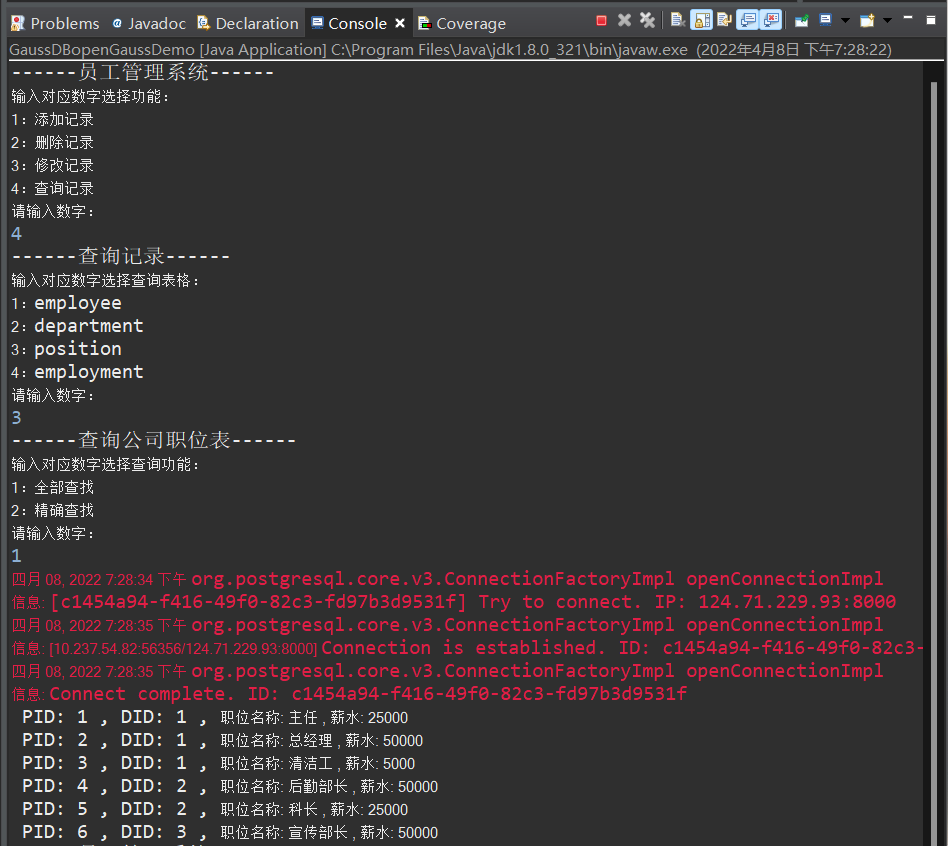 Problems @ Javadoc Declaration Console Coverage
GaussDBopenGaussDemo [Java Application] C:\Program Files\Java\jdk1.8.0_321\bin\javaw.exe (2022年4月8日 下午7:28:22)
------员工管理系统------
输入对应数字选择功能：
1：添加记录
2：删除记录
3：修改记录
4：查询记录
请输入数字：
4
------查询记录------
输入对应数字选择查询表格：
1：employee
2：department
3：position
4：employment
请输入数字：
3
------查询公司职位表------
输入对应数字选择查询功能：
1：全部查找
2：精确查找
请输入数字：
1
四月 08, 2022 7:28:34 下午 org.postgresql.core.v3.ConnectionFactoryImpl openConnectionImpl
信息: [c1454a94-f416-49f0-82c3-fd97b3d9531f] Try to connect. IP: 124.71.229.93:8000
四月 08, 2022 7:28:35 下午 org.postgresql.core.v3.ConnectionFactoryImpl openConnectionImpl
信息: [10.237.54.82:56356/124.71.229.93:8000] Connection is established. ID: c1454a94-f416-49f0-82c3-
四月 08, 2022 7:28:35 下午 org.postgresql.core.v3.ConnectionFactoryImpl openConnectionImpl
信息: Connect complete. ID: c1454a94-f416-49f0-82c3-fd97b3d9531f
PID: 1 , DID: 1 , 职位名称: 主任 , 薪水: 25000
PID: 2 , DID: 1 , 职位名称: 总经理 , 薪水: 50000
PID: 3 , DID: 1 , 职位名称: 清洁工 , 薪水: 5000
PID: 4 , DID: 2 , 职位名称: 后勤部长 , 薪水: 50000
PID: 5 , DID: 2 , 职位名称: 科长 , 薪水: 25000
PID: 6 , DID: 3 , 职位名称: 宣传部长 , 薪水: 50000